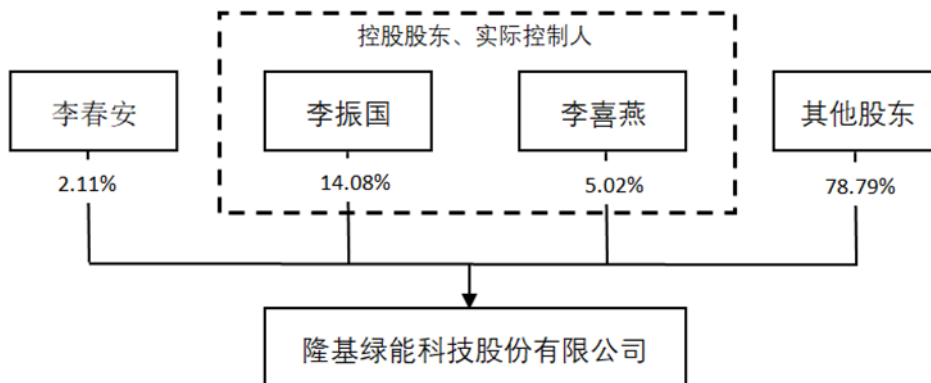 控股股东、实际控制人
李春安
李振国
李喜燕
其他股东
2.11%
14.08%
5.02%
78.79%
隆基绿能科技股份有限公司